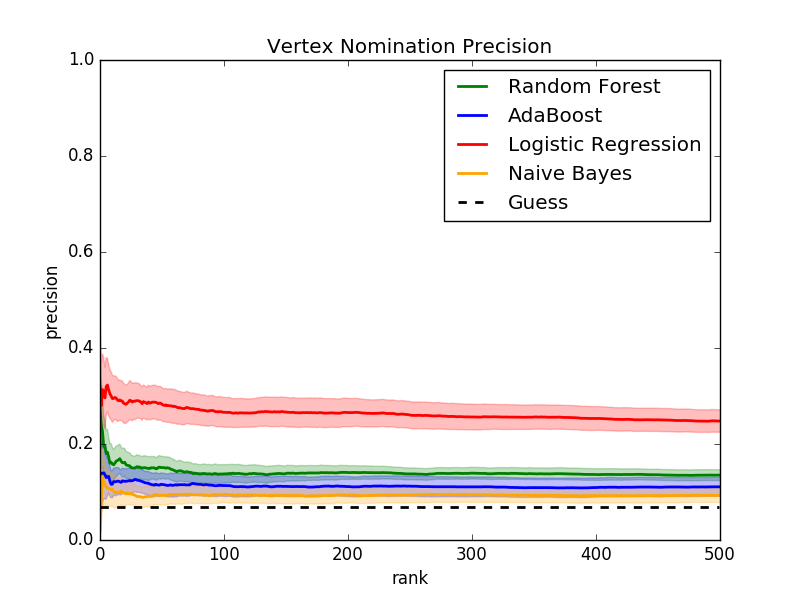 Vertex Nomination Precision
1.0
0.8
0.6
0.4
0.2
0.0
precision
Random Forest
AdaBoost
Logistic Regression
Naive Bayes
Guess
0 100 200 300 400 500
rank